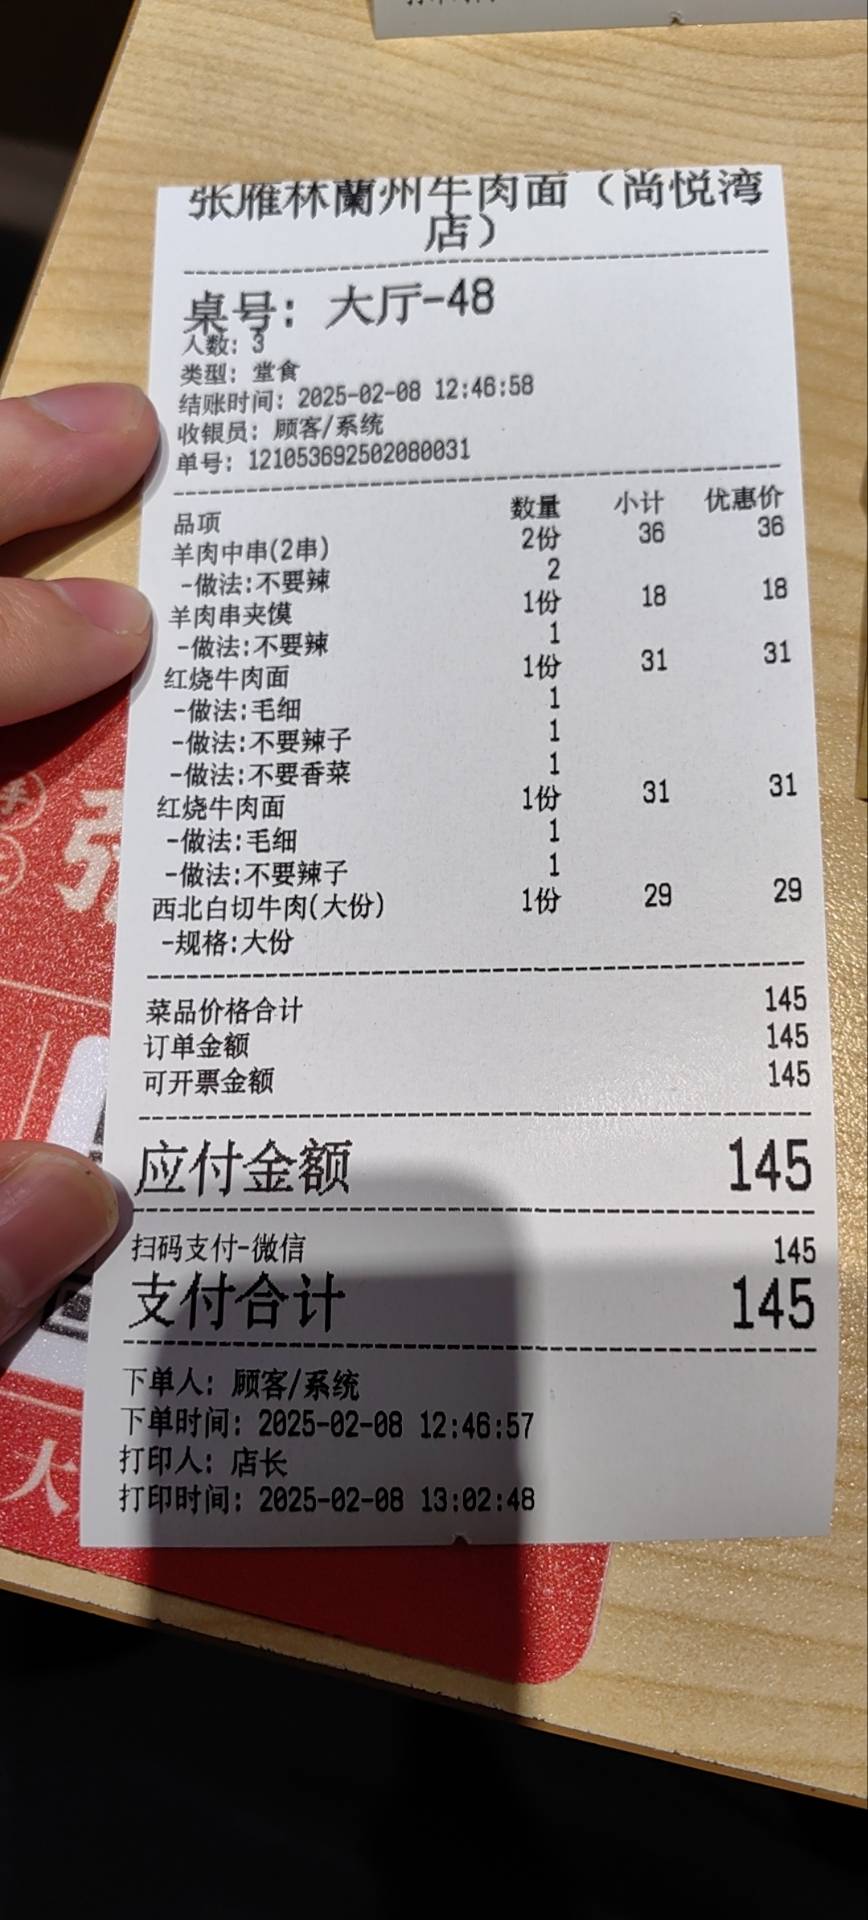 张雁林蘭州牛肉面（尚悦湾
店）
桌号: 大厅-48
人数: 3
类型: 堂食
结账时间: 2025-02-08 12:46:58
收银员: 顾客/系统
单号: 121053692502080031
品项 数量 小计 优惠价
羊肉中串(2串) 2份 36 36
-做法:不要辣 2
羊肉串夹馍 1份 18 18
-做法:不要辣 1
红烧牛肉面 1份 31 31
-做法:毛细 1
-做法:不要辣子 1
-做法:不要香菜 1
红烧牛肉面 1份 31 31
-做法:毛细 1
-做法:不要辣子 1
西北白切牛肉(大份) 1份 29 29
-规格:大份
菜品价格合计 145
订单金额 145
可开票金额 145
应付金额 145
扫码支付-微信 145
支付合计 145
下单人: 顾客/系统
下单时间: 2025-02-08 12:46:57
打印人: 店长
打印时间: 2025-02-08 13:02:48
大